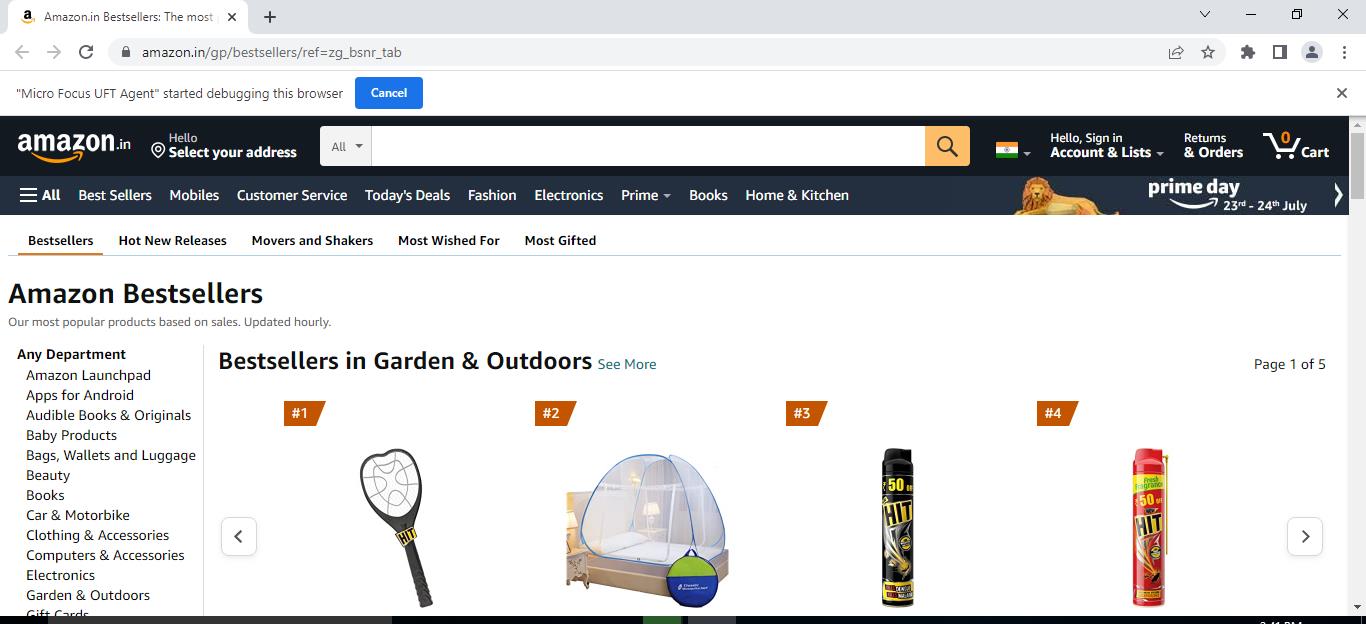 Amazon.in Bestsellers: The most
amazon.in/gp/bestsellers/ref=zg_bsnr_tab
"Micro Focus UFT Agent" started debugging this browser Cancel
amazon.in
Hello
Select your address
All
Hello, Sign in
Account & Lists
Returns
& Orders
0
Cart
All Best Sellers Mobiles Customer Service Today's Deals Fashion Electronics Prime Books Home & Kitchen
prime day
23rd - 24th July
Bestsellers Hot New Releases Movers and Shakers Most Wished For Most Gifted
Amazon Bestsellers
Our most popular products based on sales. Updated hourly.
Any Department
Amazon Launchpad
Apps for Android
Audible Books & Originals
Baby Products
Bags, Wallets and Luggage
Beauty
Books
Car & Motorbike
Clothing & Accessories
Computers & Accessories
Electronics
Garden & Outdoors
Gift Cards
Bestsellers in Garden & Outdoors See More Page 1 of 5
#1 #2 #3 #4
HIT
50
HIT
Fresh
Fragrance
50
HIT